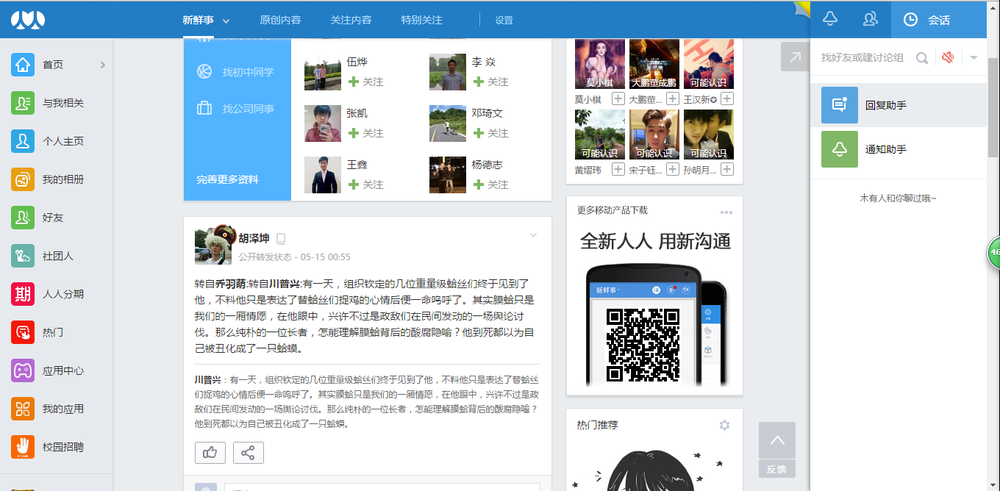 新鲜事
原创内容
关注内容
特别关注
设置
会话
首页
与我相关
个人主页
我的相册
好友
社团人
期
人人分期
热门
应用中心
我的应用
校园招聘
找初中同学
找公司同事
完善更多资料
伍烨
关注
李 焱
关注
张凯
关注
邓琦文
关注
王鑫
关注
杨德志
关注
胡泽坤
公开转发状态 - 05-15 00:55
转自乔羽萌:转自川普兴:有一天，组织钦定的几位重量级蛤丝们终于见到了
他，不料他只是表达了替蛤丝们捉鸡的心情后便一命呜呼了。其实膜蛤只是
我们的一厢情愿，在他眼中，兴许不过是政敌们在民间发动的一场舆论讨
伐。那么纯朴的一位长者，怎能理解膜蛤背后的酸腐隐喻？他到死都以为自
己被丑化成了一只蛤蟆。
川普兴：有一天，组织钦定的几位重量级蛤丝们终于见到了他，不料他只是表达了替蛤丝
们捉鸡的心情后便一命呜呼了。其实膜蛤只是我们的一厢情愿，在他眼中，兴许不过是政
敌们在民间发动的一场舆论讨伐。那么纯朴的一位长者，怎能理解膜蛤背后的酸腐隐喻？
他到死都以为自己被丑化成了一只蛤蟆。
莫小棋
大鹏董成鹏
可能认识
莫小棋
大鹏董...
王汉新✪
可能认识
可能认识
可能认识
黄熠玮
宋子钰...
孙明月...
更多移动产品下载
全新人人 用新沟通
新鲜事
热门推荐
反馈
找好友或建讨论组
回复助手
通知助手
木有人和你聊过哦~
46